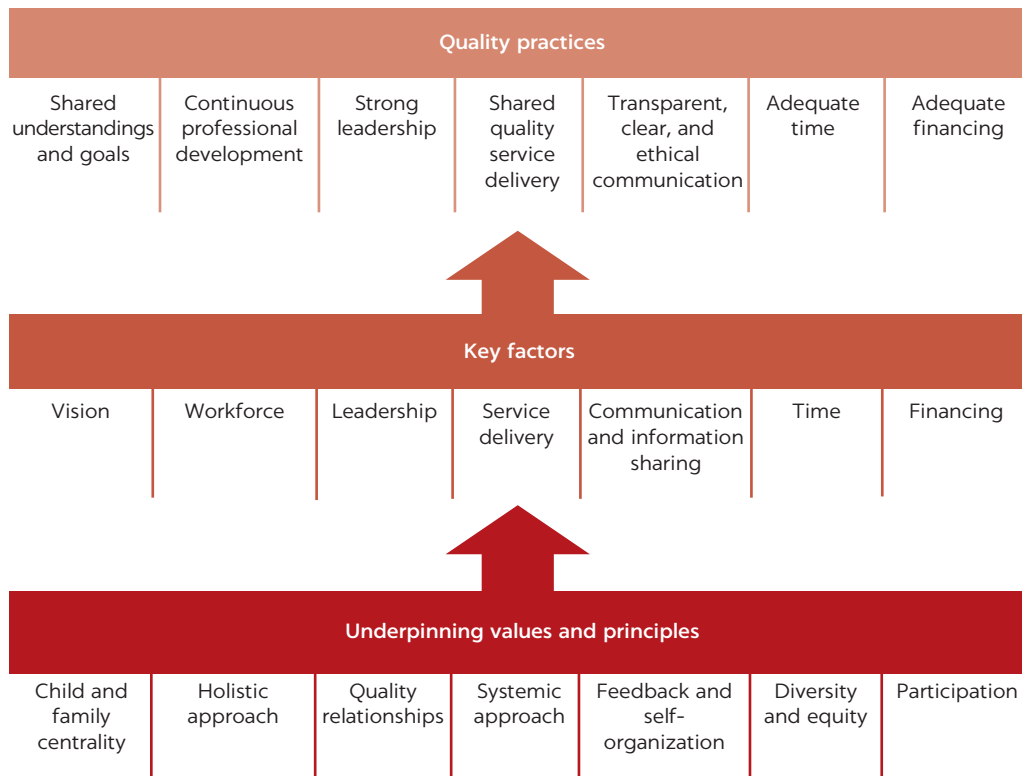 Quality practices
Shared
understandings
and goals
Continuous
professional
development
Strong
leadership
Shared
quality
service
delivery
Transparent,
clear, and
ethical
communication
Adequate
time
Adequate
financing
Key factors
Vision
Workforce
Leadership
Service
delivery
Communication
and information
sharing
Time
Financing
Underpinning values and principles
Child and
family
centrality
Holistic
approach
Quality
relationships
Systemic
approach
Feedback and
self-
organization
Diversity
and equity
Participation